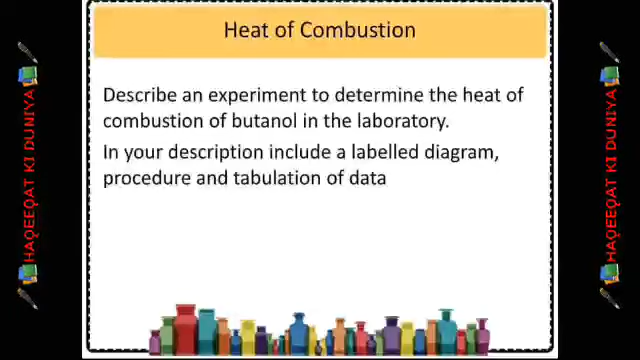 Heat of Combustion
Describe an experiment to determine the heat of
combustion of butanol in the laboratory.
In your description include a labelled diagram,
procedure and tabulation of data
HAQEEQAT KI DUNIYA
HAQEEQAT KI DUNIYA